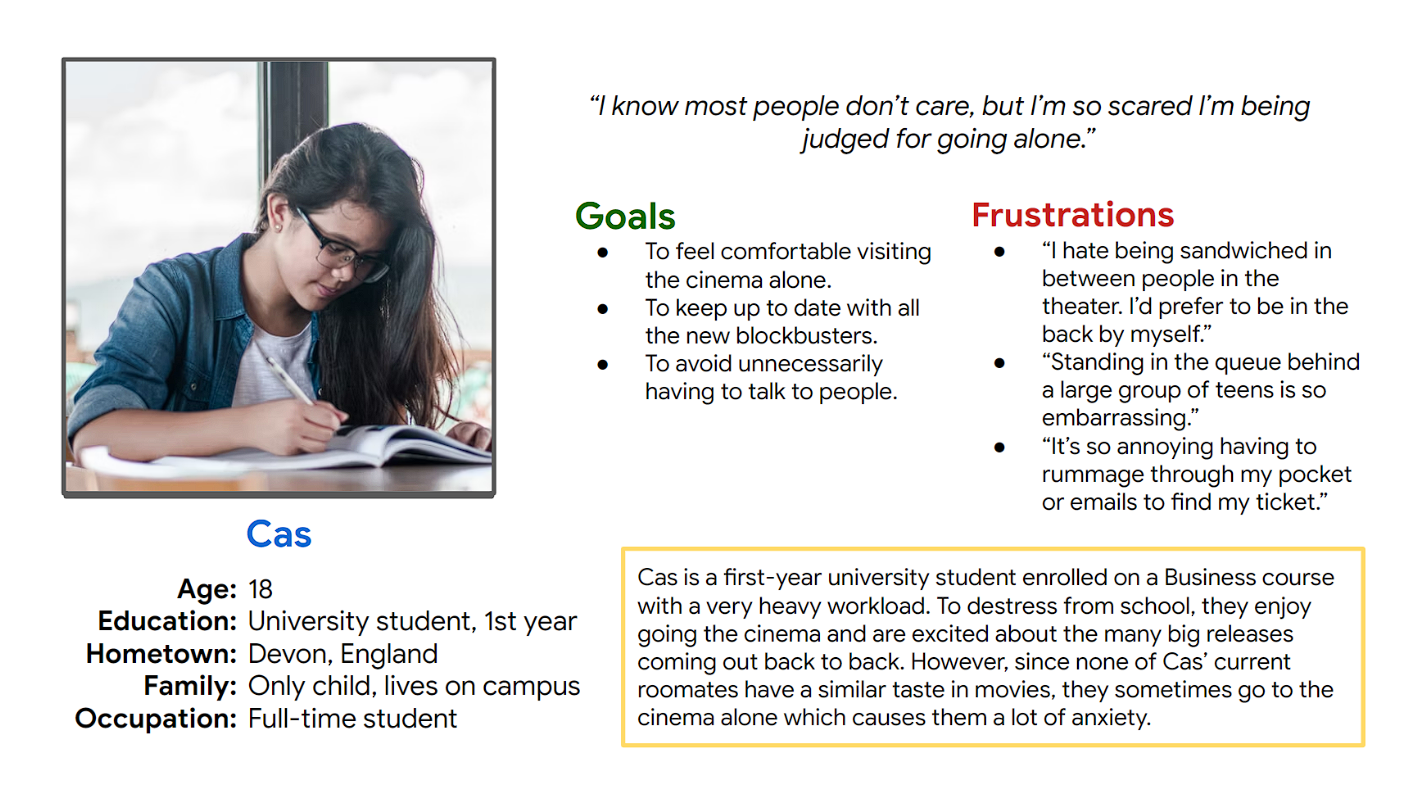 “I know most people don’t care, but I’m so scared I’m being
judged for going alone.”
Goals
● To feel comfortable visiting
the cinema alone.
● To keep up to date with all
the new blockbusters.
● To avoid unnecessarily
having to talk to people.
Frustrations
● “I hate being sandwiched in
between people in the
theater. I’d prefer to be in the
back by myself.”
● “Standing in the queue behind
a large group of teens is so
embarrassing.”
● “It’s so annoying having to
rummage through my pocket
or emails to find my ticket.”
Cas
Age: 18
Education: University student, 1st year
Hometown: Devon, England
Family: Only child, lives on campus
Occupation: Full-time student
Cas is a first-year university student enrolled on a Business course
with a very heavy workload. To destress from school, they enjoy
going the cinema and are excited about the many big releases
coming out back to back. However, since none of Cas’ current
roomates have a similar taste in movies, they sometimes go to the
cinema alone which causes them a lot of anxiety.